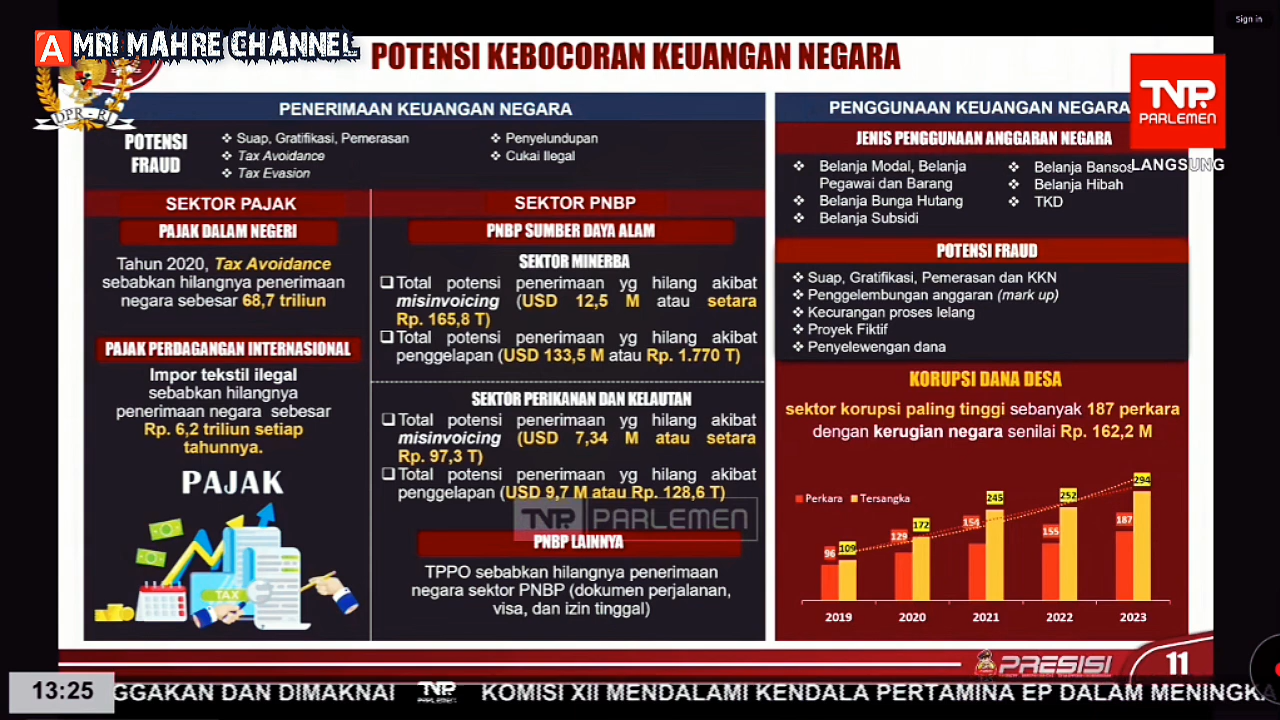 Sign in
AMRI MAHRE CHANNEL
POTENSI KEBOCORAN KEUANGAN NEGARA
DPR-RI
TVP
PARLEMEN
LANGSUNG
PENERIMAAN KEUANGAN NEGARA
POTENSI
FRAUD
❖ Suap, Gratifikasi, Pemerasan
❖ Tax Avoidance
❖ Tax Evasion
❖ Penyelundupan
❖ Cukai Ilegal
SEKTOR PAJAK
PAJAK DALAM NEGERI
Tahun 2020, Tax Avoidance
sebabkan hilangnya penerimaan
negara sebesar 68,7 triliun
PAJAK PERDAGANGAN INTERNASIONAL
Impor tekstil ilegal
sebabkan hilangnya
penerimaan negara sebesar
Rp. 6,2 triliun setiap
tahunnya.
PAJAK
TAX
SEKTOR PNBP
PNBP SUMBER DAYA ALAM
SEKTOR MINERBA
❑ Total potensi penerimaan yg hilang akibat
misinvoicing (USD 12,5 M atau setara
Rp. 165,8 T)
❑ Total potensi penerimaan yg hilang akibat
penggelapan (USD 133,5 M atau Rp. 1.770 T)
SEKTOR PERIKANAN DAN KELAUTAN
❑ Total potensi penerimaan yg hilang akibat
misinvoicing (USD 7,34 M atau setara
Rp. 97,3 T)
❑ Total potensi penerimaan yg hilang akibat
penggelapan (USD 9,7 M atau Rp. 128,6 T)
TVP. PARLEMEN
PNBP LAINNYA
TPPO sebabkan hilangnya penerimaan
negara sektor PNBP (dokumen perjalanan,
visa, dan izin tinggal)
PENGGUNAAN KEUANGAN NEGARA
JENIS PENGGUNAAN ANGGARAN NEGARA
❖ Belanja Modal, Belanja
Pegawai dan Barang
❖ Belanja Bunga Hutang
❖ Belanja Subsidi
❖ Belanja Bansos
❖ Belanja Hibah
❖ TKD
POTENSI FRAUD
❖ Suap, Gratifikasi, Pemerasan dan KKN
❖ Penggelembungan anggaran (mark up)
❖ Kecurangan proses lelang
❖ Proyek Fiktif
❖ Penyelewengan dana
KORUPSI DANA DESA
sektor korupsi paling tinggi sebanyak 187 perkara
dengan kerugian negara senilai Rp. 162,2 M
Perkara Tersangka
96 109 129 172 154 245 155 252 187 294
2019 2020 2021 2022 2023
PRESISI 11
13:25 GGAKAN DAN DIMAKNAI TVP. PARLEMEN KOMISI XII MENDALAMI KENDALA PERTAMINA EP DALAM MENINGKA